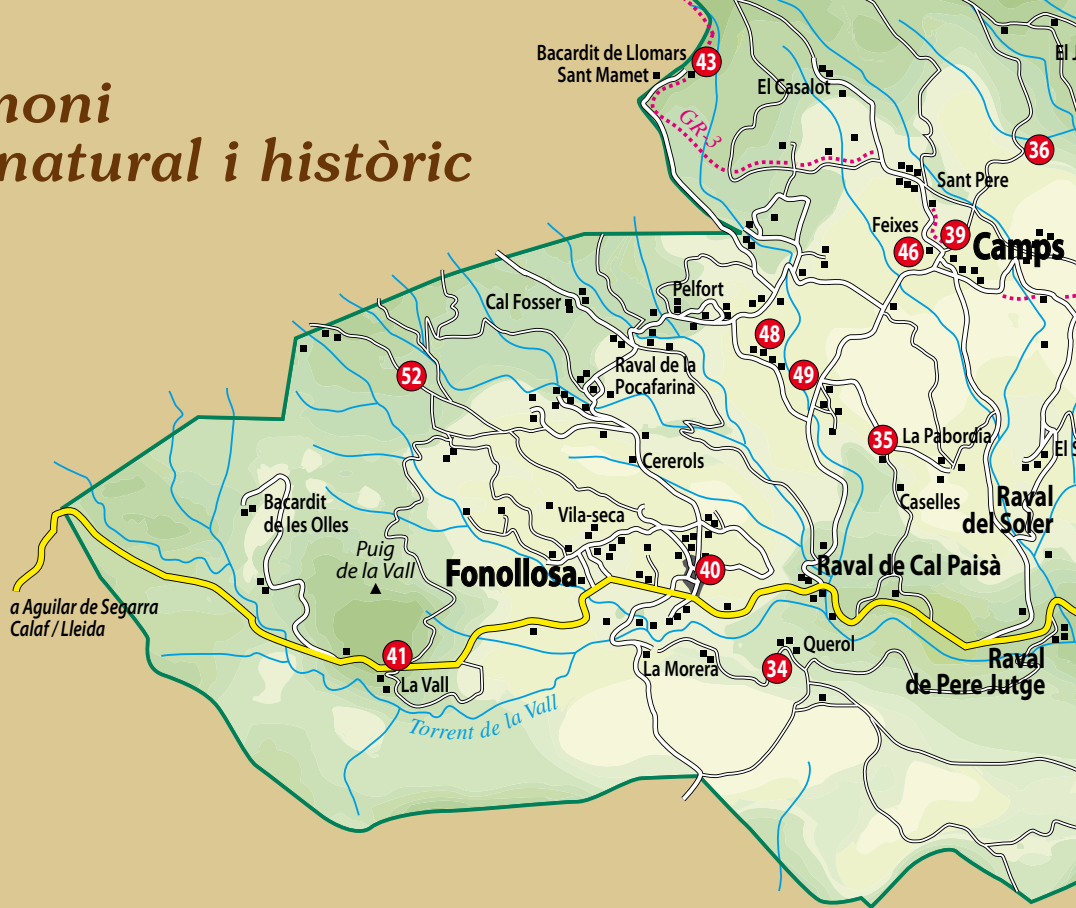 moni
natural i històric
Bacardit de Llomars
Sant Mamet
43
El Casalot
GR-3
36
Sant Pere
Feixes
39
46
Camps
Pelfort
Cal Fosser
48
49
52
Raval de la
Pocafarina
35
La Pabordia
Cererols
Caselles
Raval
del Soler
Bacardit
de les Olles
Vila-seca
Puig
de la Vall
Fonollosa
40
Raval de Cal Paisà
a Aguilar de Segarra
Calaf / Lleida
41
La Vall
La Morera
34
Querol
Raval
de Pere Jutge
Torrent de la Vall